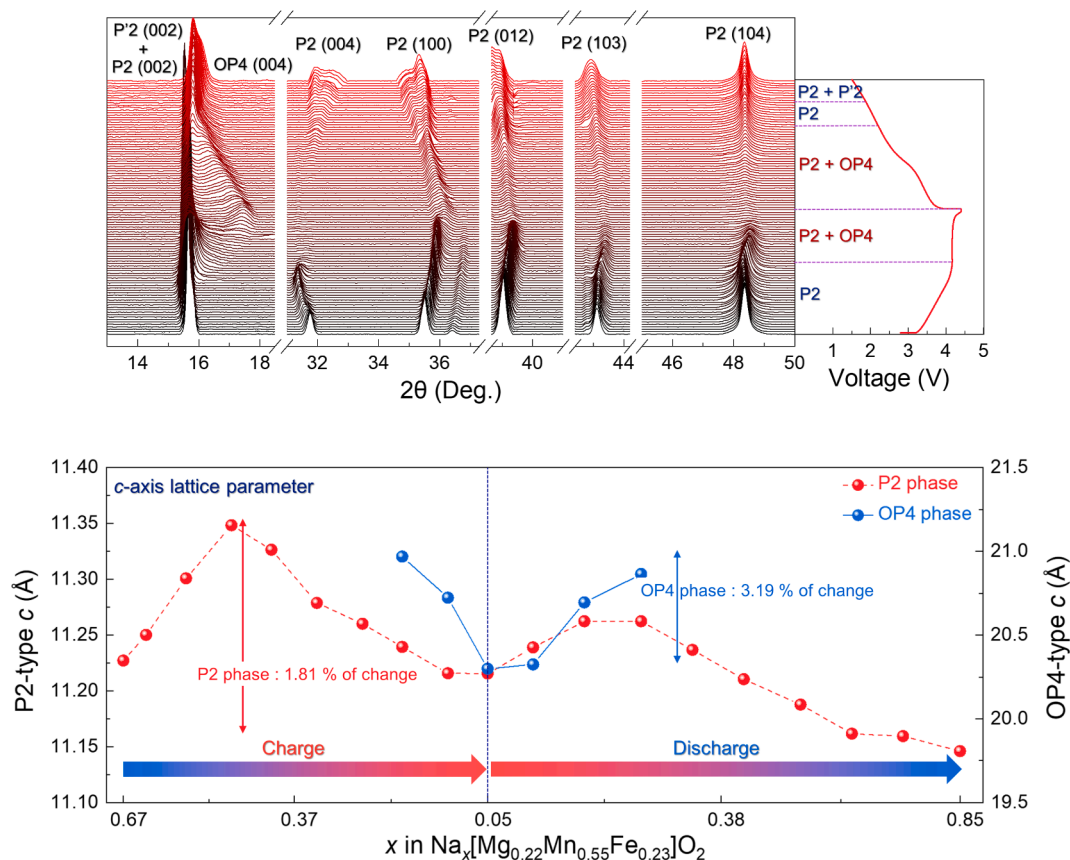 P'2 (002)
+
P2 (002)
OP4 (004)
P2 (004)
P2 (100)
P2 (012)
P2 (103)
P2 (104)
P2 + P'2
P2
P2 + OP4
P2 + OP4
P2
14 16 18 32 34 36 40 44 46 48 50 1 2 3 4 5
2θ (Deg.)
Voltage (V)
c-axis lattice parameter
P2 phase
OP4 phase
P2 phase : 1.81 % of change
OP4 phase : 3.19 % of change
Charge
Discharge
11.40
11.35
11.30
11.25
11.20
11.15
11.10
P2-type c (Å)
21.5
21.0
20.5
20.0
19.5
OP4-type c (Å)
0.67 0.37 0.05 0.38 0.85
x in Naₓ[Mg₀.₂₂Mn₀.₅₅Fe₀.₂₃]O₂